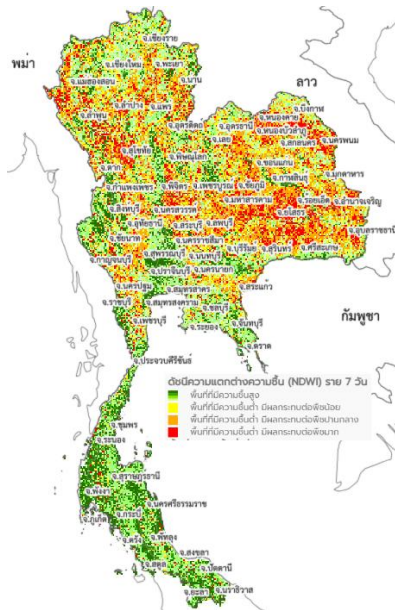 พม่า
ลาว
กัมพูชา
จ.เชียงราย
จ.เชียงใหม่
จ.พะเยา
จ.แม่ฮ่องสอน
จ.น่าน
จ.ลำปาง
จ.แพร่
จ.ลำพูน
จ.อุตรดิตถ์
จ.สุโขทัย
จ.ตาก
จ.พิษณุโลก
จ.เลย
จ.อุดรธานี
จ.บึงกาฬ
จ.หนองคาย
จ.หนองบัวลำภู
จ.สกลนคร
จ.นครพนม
จ.ขอนแก่น
จ.กาฬสินธุ์
จ.มุกดาหาร
จ.กำแพงเพชร
จ.พิจิตร
จ.เพชรบูรณ์
จ.ชัยภูมิ
จ.มหาสารคาม
จ.ร้อยเอ็ด
จ.อำนาจเจริญ
จ.ยโสธร
จ.อุบลราชธานี
จ.สิงห์บุรี
จ.นครสวรรค์
จ.อุทัยธานี
จ.สระบุรี
จ.ลพบุรี
จ.ชัยนาท
จ.นครราชสีมา
จ.บุรีรัมย์
จ.สุรินทร์
จ.ศรีสะเกษ
จ.กาญจนบุรี
จ.สุพรรณบุรี
จ.นนทบุรี
จ.ปราจีนบุรี
จ.นครนายก
จ.สระแก้ว
จ.นครปฐม
จ.สมุทรสาคร
จ.ราชบุรี
จ.สมุทรสงคราม
จ.ชลบุรี
จ.เพชรบุรี
จ.ระยอง
จ.จันทบุรี
จ.ตราด
จ.ประจวบคีรีขันธ์
ดัชนีความแตกต่างความชื้น (NDWI) ราย 7 วัน
พื้นที่ที่มีความชื้นสูง
พื้นที่ที่มีความชื้นต่ำ มีผลกระทบต่อพืชน้อย
พื้นที่ที่มีความชื้นต่ำ มีผลกระทบต่อพืชปานกลาง
พื้นที่ที่มีความชื้นต่ำ มีผลกระทบต่อพืชมาก
จ.ชุมพร
จ.ระนอง
จ.สุราษฎร์ธานี
จ.พังงา
จ.นครศรีธรรมราช
จ.กระบี่
จ.ภูเก็ต
จ.ตรัง
จ.พัทลุง
จ.สงขลา
จ.สตูล
จ.ปัตตานี
จ.ยะลา
จ.นราธิวาส